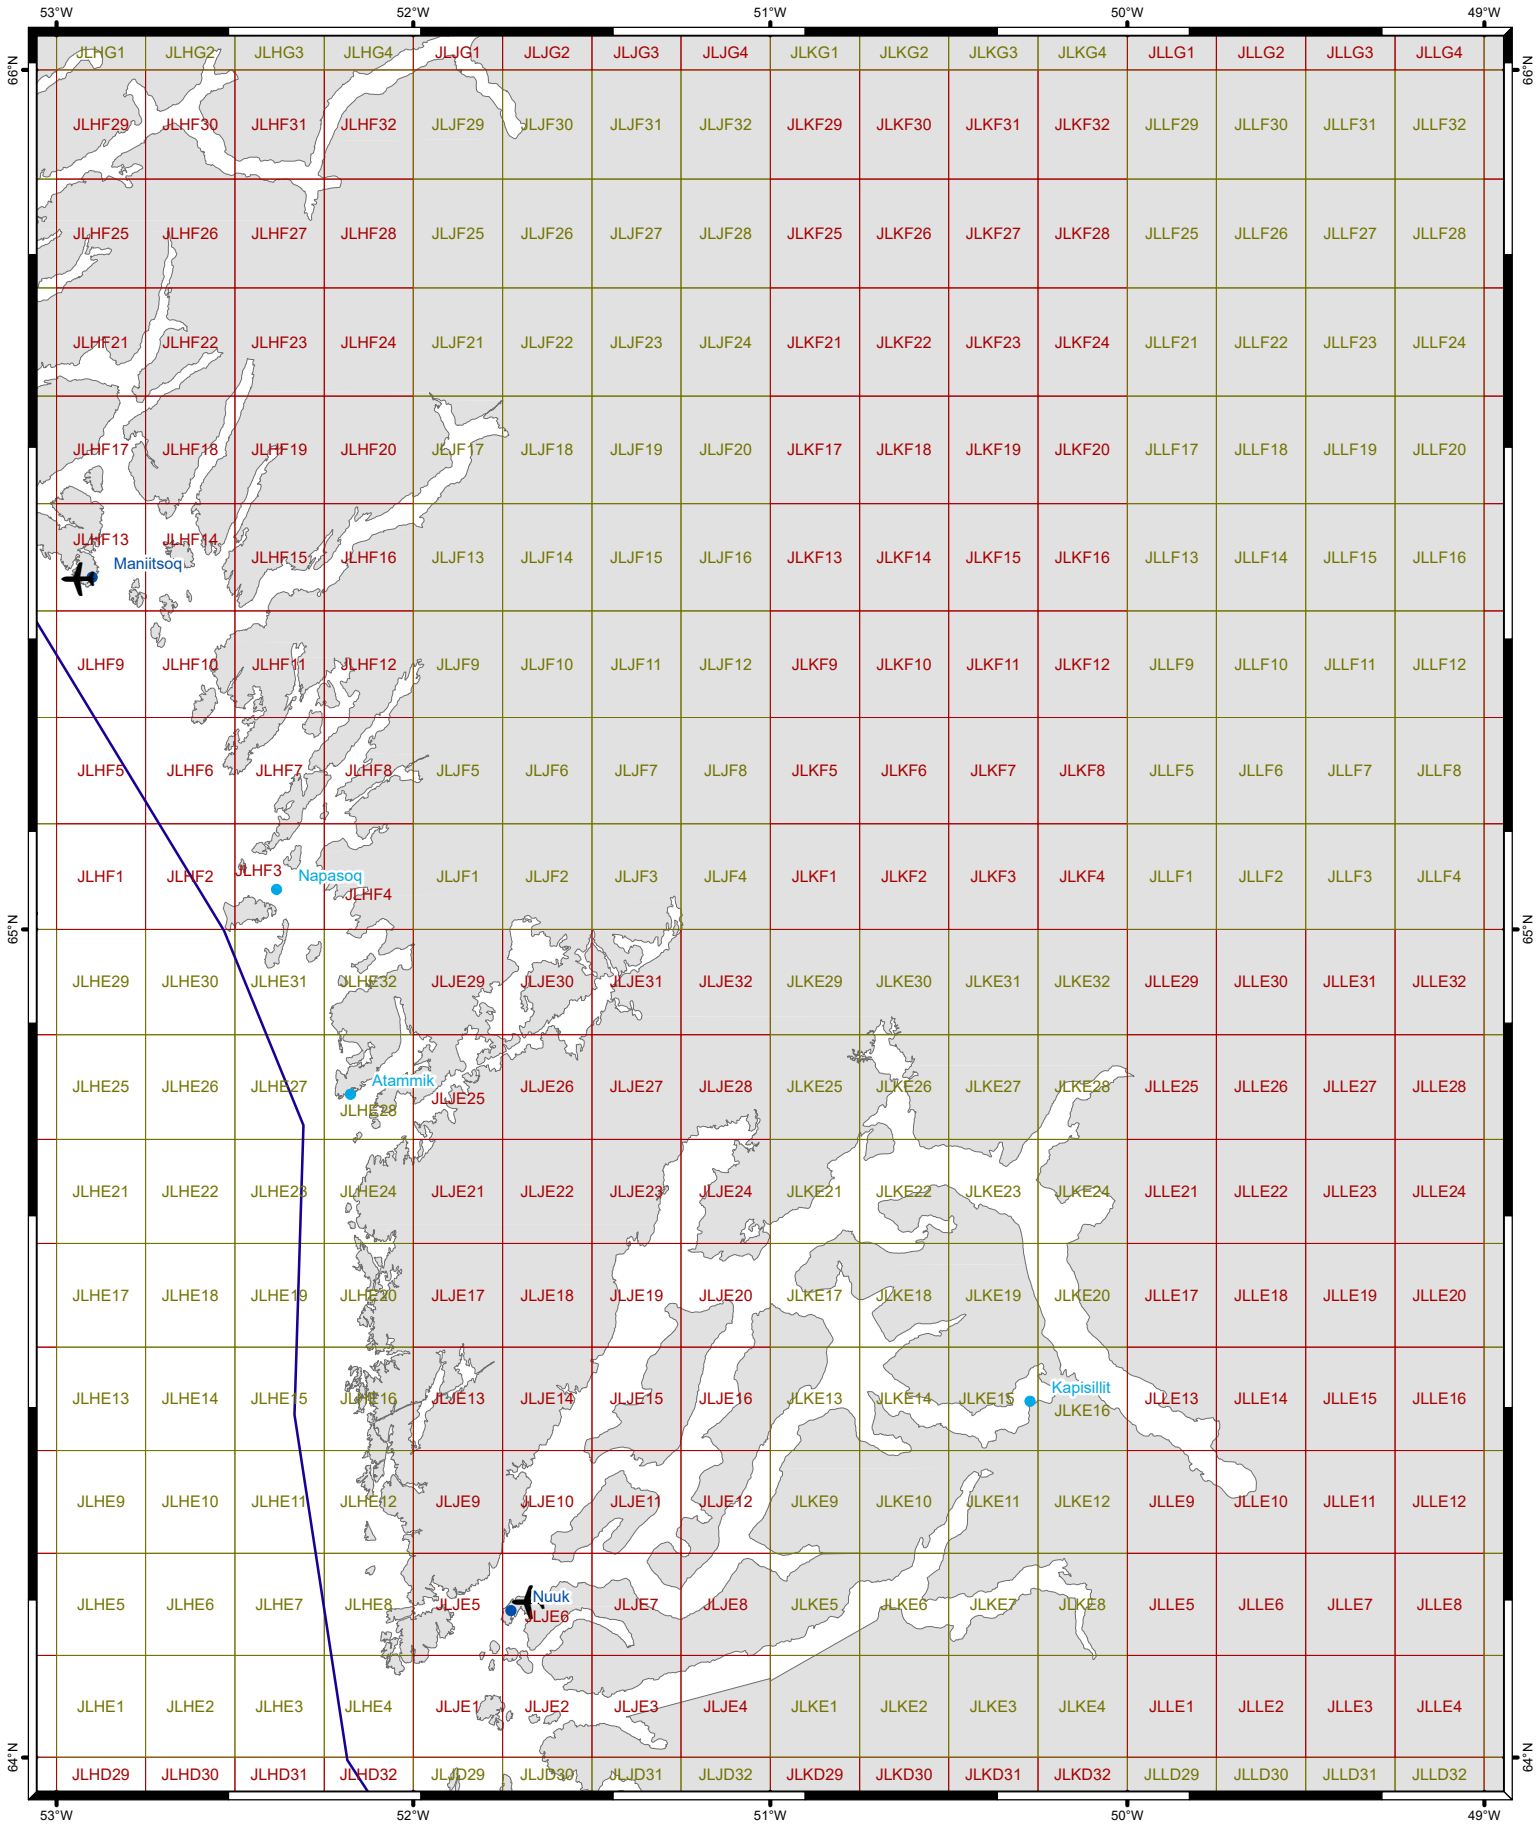 53°W 52°W 51°W 50°W 49°W
66°N 66°N
JLHG1 JLHG2 JLHG3 JLHG4 JLJG1 JLJG2 JLJG3 JLJG4 JLKG1 JLKG2 JLKG3 JLKG4 JLLG1 JLLG2 JLLG3 JLLG4
JLHF29 JLHF30 JLHF31 JLHF32 JLJF29 JLJF30 JLJF31 JLJF32 JLKF29 JLKF30 JLKF31 JLKF32 JLLF29 JLLF30 JLLF31 JLLF32
JLHF25 JLHF26 JLHF27 JLHF28 JLJF25 JLJF26 JLJF27 JLJF28 JLKF25 JLKF26 JLKF27 JLKF28 JLLF25 JLLF26 JLLF27 JLLF28
JLHF21 JLHF22 JLHF23 JLHF24 JLJF21 JLJF22 JLJF23 JLJF24 JLKF21 JLKF22 JLKF23 JLKF24 JLLF21 JLLF22 JLLF23 JLLF24
JLHF17 JLHF18 JLHF19 JLHF20 JLJF17 JLJF18 JLJF19 JLJF20 JLKF17 JLKF18 JLKF19 JLKF20 JLLF17 JLLF18 JLLF19 JLLF20
JLHF13 JLHF14 JLHF15 JLHF16 JLJF13 JLJF14 JLJF15 JLJF16 JLKF13 JLKF14 JLKF15 JLKF16 JLLF13 JLLF14 JLLF15 JLLF16
Maniitsoq
JLHF9 JLHF10 JLHF11 JLHF12 JLJF9 JLJF10 JLJF11 JLJF12 JLKF9 JLKF10 JLKF11 JLKF12 JLLF9 JLLF10 JLLF11 JLLF12
JLHF5 JLHF6 JLHF7 JLHF8 JLJF5 JLJF6 JLJF7 JLJF8 JLKF5 JLKF6 JLKF7 JLKF8 JLLF5 JLLF6 JLLF7 JLLF8
JLHF1 JLHF2 JLHF3 Napasoq JLHF4 JLJF1 JLJF2 JLJF3 JLJF4 JLKF1 JLKF2 JLKF3 JLKF4 JLLF1 JLLF2 JLLF3 JLLF4
65°N 65°N
JLHE29 JLHE30 JLHE31 JLHE32 JLJE29 JLJE30 JLJE31 JLJE32 JLKE29 JLKE30 JLKE31 JLKE32 JLLE29 JLLE30 JLLE31 JLLE32
Atammik
JLHE25 JLHE26 JLHE27 JLHE28 JLJE25 JLJE26 JLJE27 JLJE28 JLKE25 JLKE26 JLKE27 JLKE28 JLLE25 JLLE26 JLLE27 JLLE28
JLHE21 JLHE22 JLHE23 JLHE24 JLJE21 JLJE22 JLJE23 JLJE24 JLKE21 JLKE22 JLKE23 JLKE24 JLLE21 JLLE22 JLLE23 JLLE24
JLHE17 JLHE18 JLHE19 JLHE20 JLJE17 JLJE18 JLJE19 JLJE20 JLKE17 JLKE18 JLKE19 JLKE20 JLLE17 JLLE18 JLLE19 JLLE20
Kapisillit
JLHE13 JLHE14 JLHE15 JLHE16 JLJE13 JLJE14 JLJE15 JLJE16 JLKE13 JLKE14 JLKE15 JLKE16 JLLE13 JLLE14 JLLE15 JLLE16
JLHE9 JLHE10 JLHE11 JLHE12 JLJE9 JLJE10 JLJE11 JLJE12 JLKE9 JLKE10 JLKE11 JLKE12 JLLE9 JLLE10 JLLE11 JLLE12
Nuuk
JLHE5 JLHE6 JLHE7 JLHE8 JLJE5 JLJE6 JLJE7 JLJE8 JLKE5 JLKE6 JLKE7 JLKE8 JLLE5 JLLE6 JLLE7 JLLE8
JLHE1 JLHE2 JLHE3 JLHE4 JLJE1 JLJE2 JLJE3 JLJE4 JLKE1 JLKE2 JLKE3 JLKE4 JLLE1 JLLE2 JLLE3 JLLE4
64°N 64°N
JLHD29 JLHD30 JLHD31 JLHD32 JLJD29 JLJD30 JLJD31 JLJD32 JLKD29 JLKD30 JLKD31 JLKD32 JLLD29 JLLD30 JLLD31 JLLD32
53°W 52°W 51°W 50°W 49°W